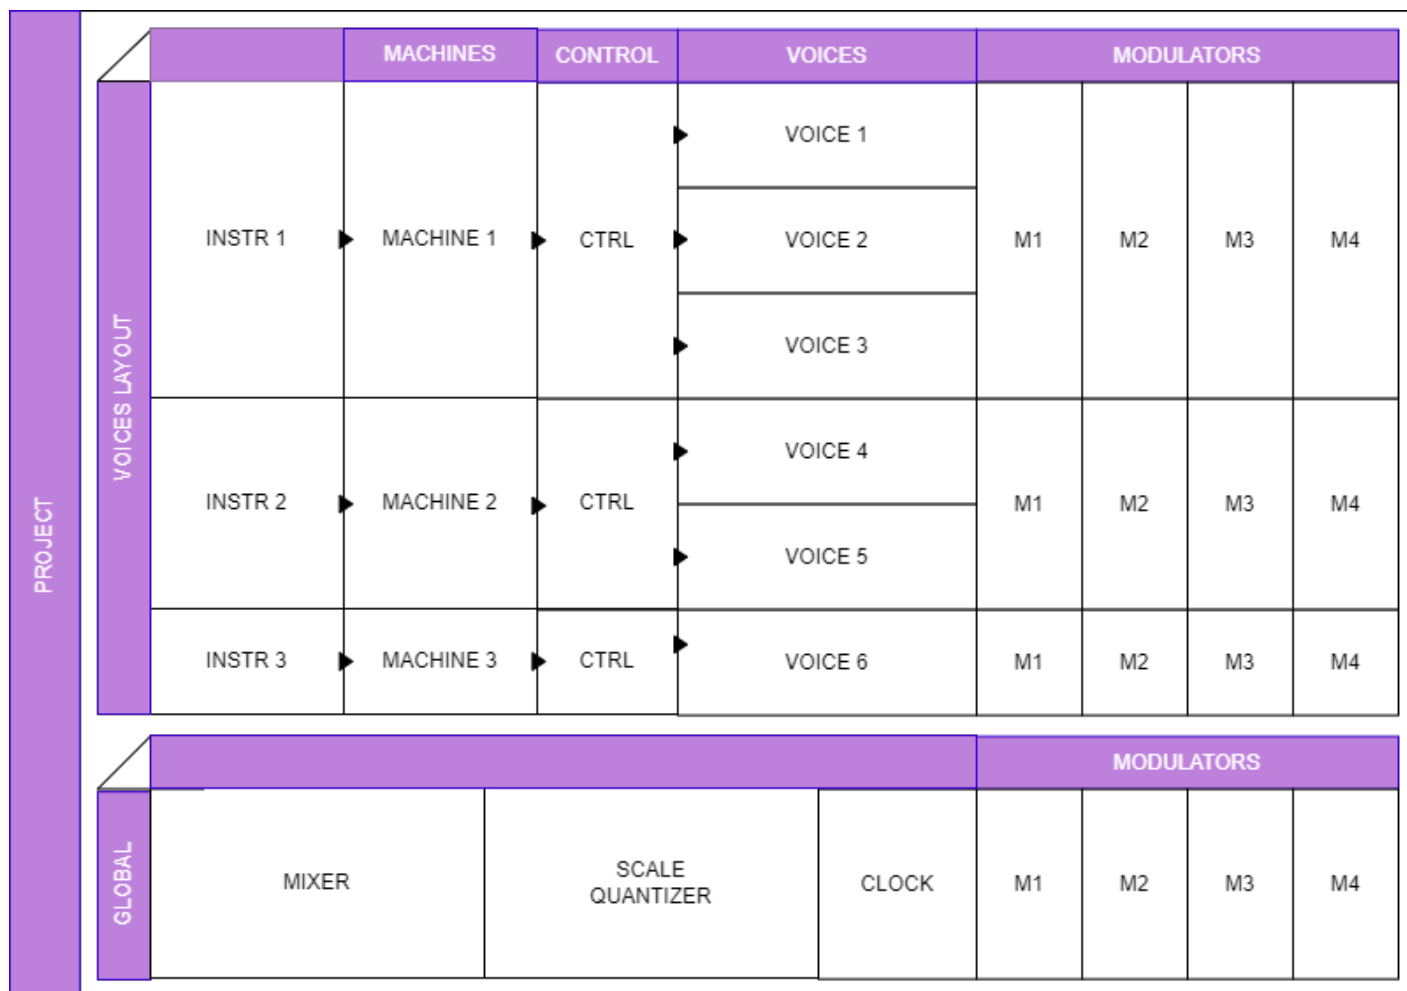 PROJECT
VOICES LAYOUT
MACHINES
CONTROL
VOICES
MODULATORS
INSTR 1
MACHINE 1
CTRL
VOICE 1
VOICE 2
VOICE 3
M1
M2
M3
M4
INSTR 2
MACHINE 2
CTRL
VOICE 4
VOICE 5
M1
M2
M3
M4
INSTR 3
MACHINE 3
CTRL
VOICE 6
M1
M2
M3
M4
GLOBAL
MODULATORS
MIXER
SCALE
QUANTIZER
CLOCK
M1
M2
M3
M4